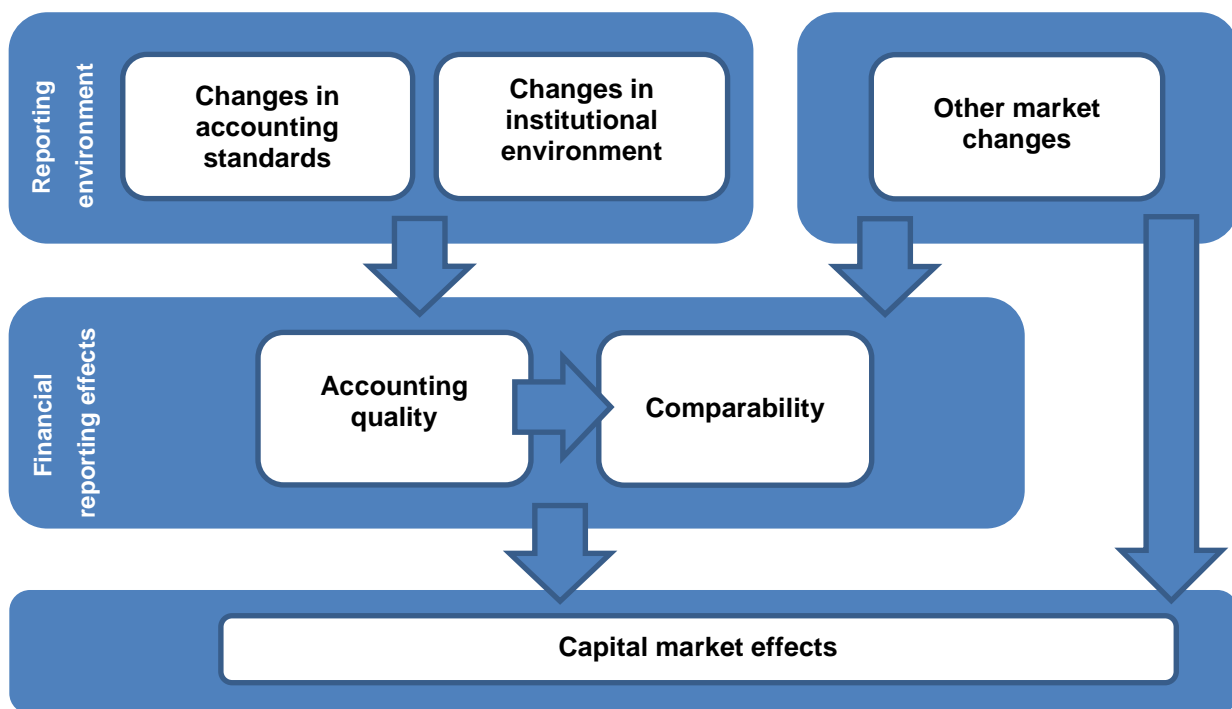 Reporting
environment
Changes in
accounting
standards
Changes in
institutional
environment
Other market
changes
Financial
reporting effects
Accounting
quality
Comparability
Capital market effects